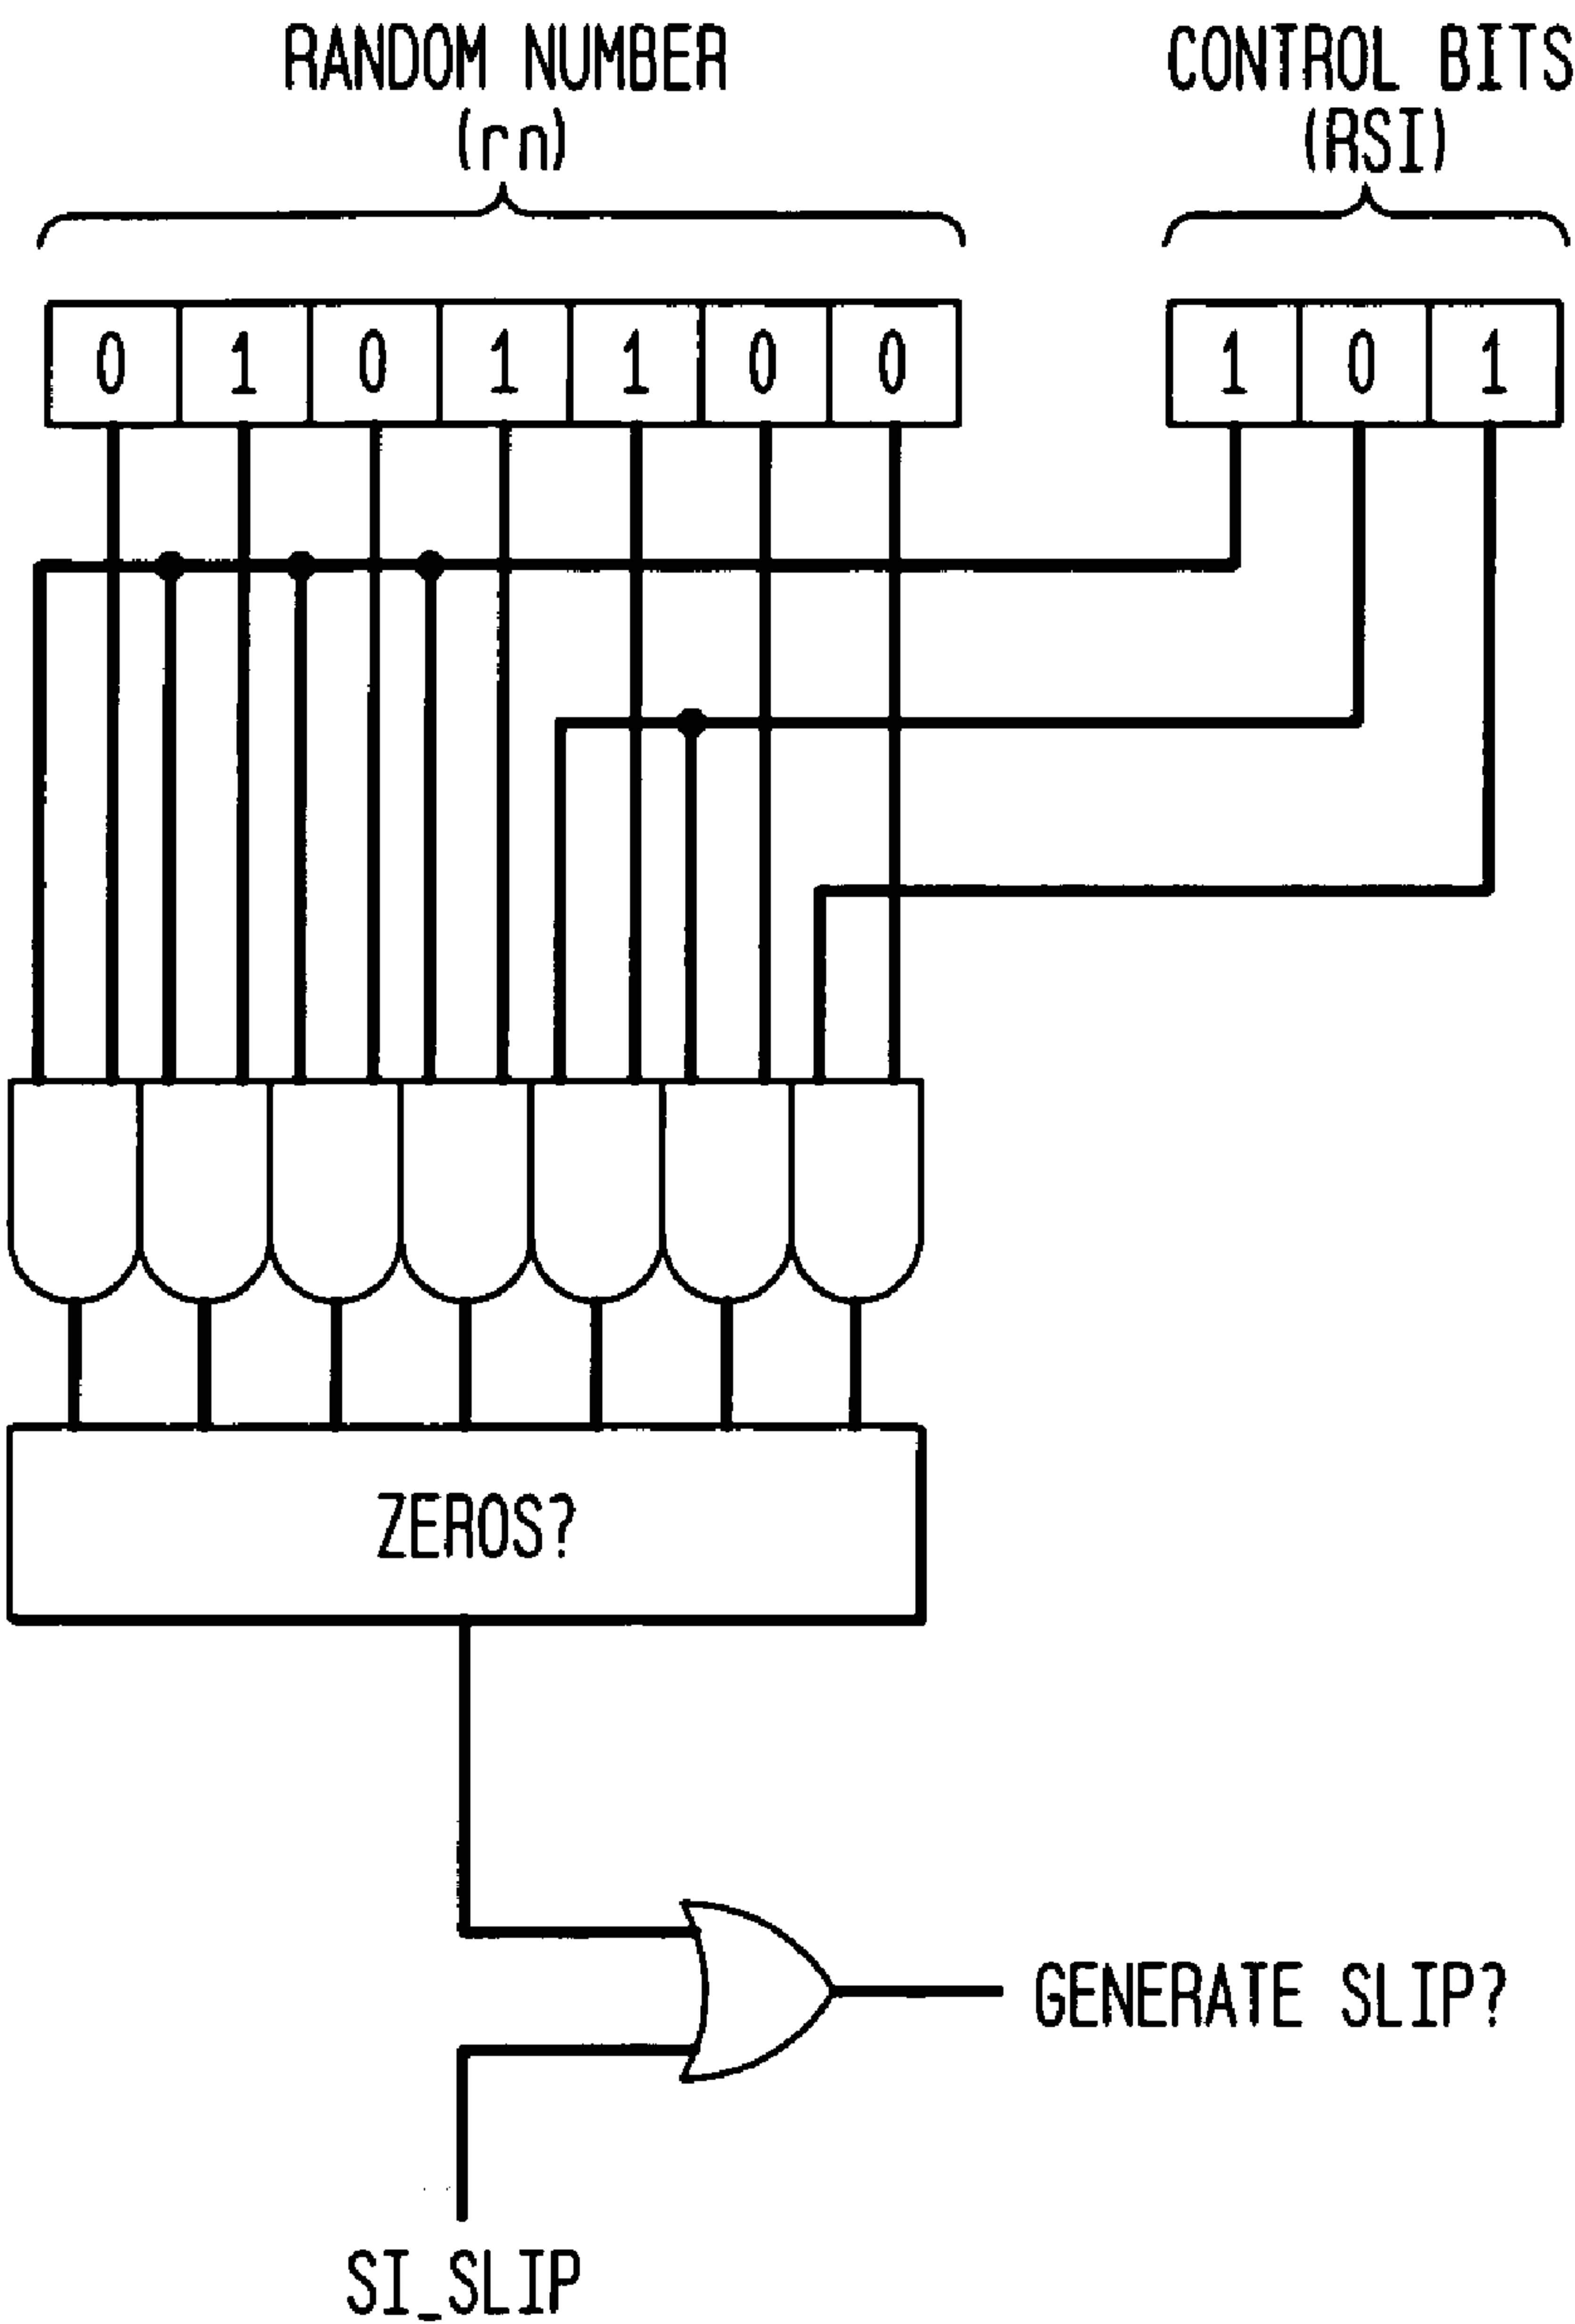 RANDOM NUMBER
(rn)
CONTROL BITS
(RSI)
0 1 0 1 1 0 0
1 0 1
ZEROS?
GENERATE SLIP?
SI_SLIP